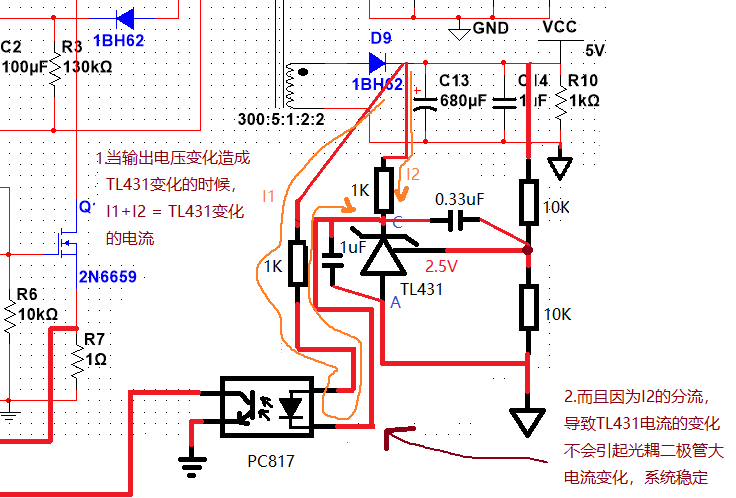 GND
VCC
5V
1BH62
D9
C2
100μF
R3
130kΩ
1BH62
C13
680μF
C14
1uF
R10
1kΩ
300:5:1:2:2
1.当输出电压变化造成
TL431变化的时候，
I1+I2 = TL431变化
的电流
I1
I2
1K
0.33uF
10K
C
Q
1uF
2.5V
1K
TL431
2N6659
A
10K
R6
10kΩ
R7
1Ω
2.而且因为I2的分流，
导致TL431电流的变化
不会引起光耦二极管大
电流变化，系统稳定
PC817